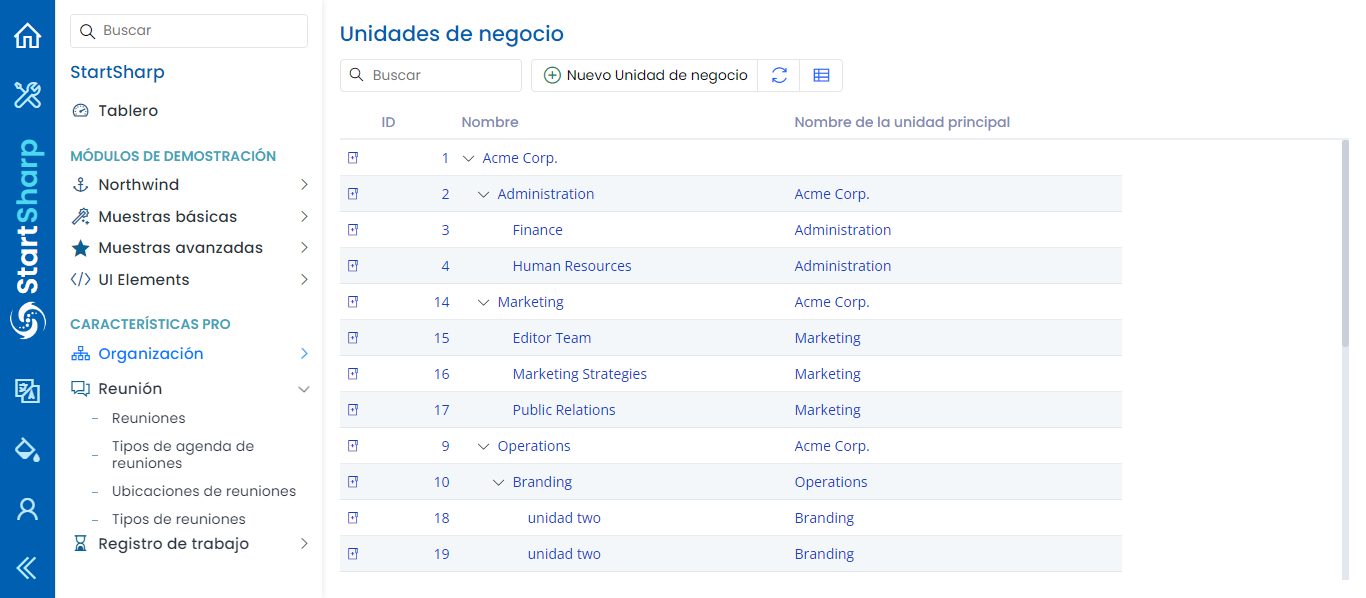 StartSharp
Buscar
StartSharp
Tablero
MÓDULOS DE DEMOSTRACIÓN
Northwind
Muestras básicas
Muestras avanzadas
UI Elements
CARACTERÍSTICAS PRO
Organización
Reunión
Reuniones
Tipos de agenda de
reuniones
Ubicaciones de reuniones
Tipos de reuniones
Registro de trabajo
Unidades de negocio
Buscar
Nuevo Unidad de negocio
ID Nombre Nombre de la unidad principal
1 Acme Corp.
2 Administration Acme Corp.
3 Finance Administration
4 Human Resources Administration
14 Marketing Acme Corp.
15 Editor Team Marketing
16 Marketing Strategies Marketing
17 Public Relations Marketing
9 Operations Acme Corp.
10 Branding Operations
18 unidad two Branding
19 unidad two Branding